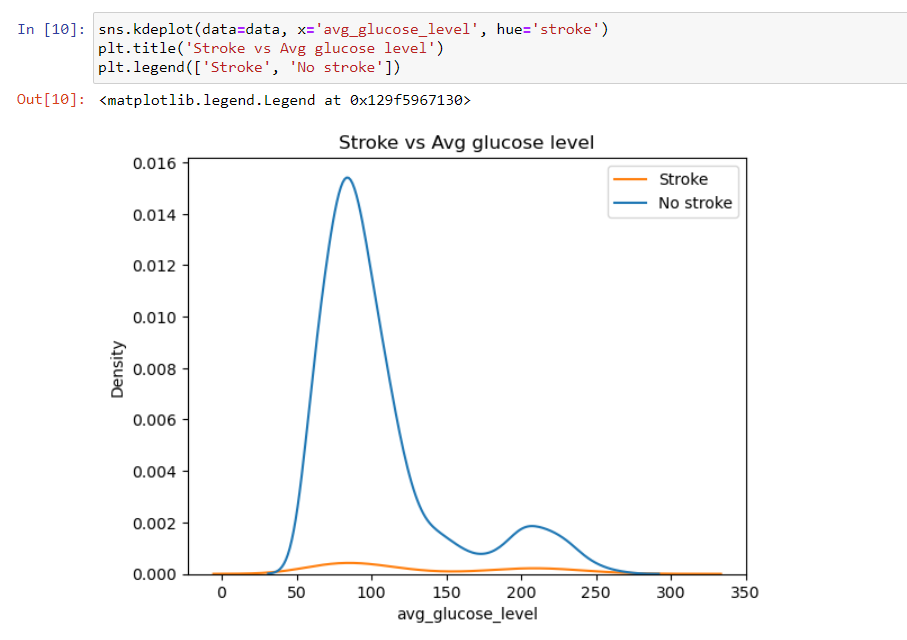 In [10]: sns.kdeplot(data=data, x='avg_glucose_level', hue='stroke')
plt.title('Stroke vs Avg glucose level')
plt.legend(['Stroke', 'No stroke'])
Out[10]: <matplotlib.legend.Legend at 0x129f5967130>
Stroke vs Avg glucose level
Stroke
No stroke
0.016
0.014
0.012
0.010
0.008
0.006
0.004
0.002
0.000
Density
0 50 100 150 200 250 300 350
avg_glucose_level